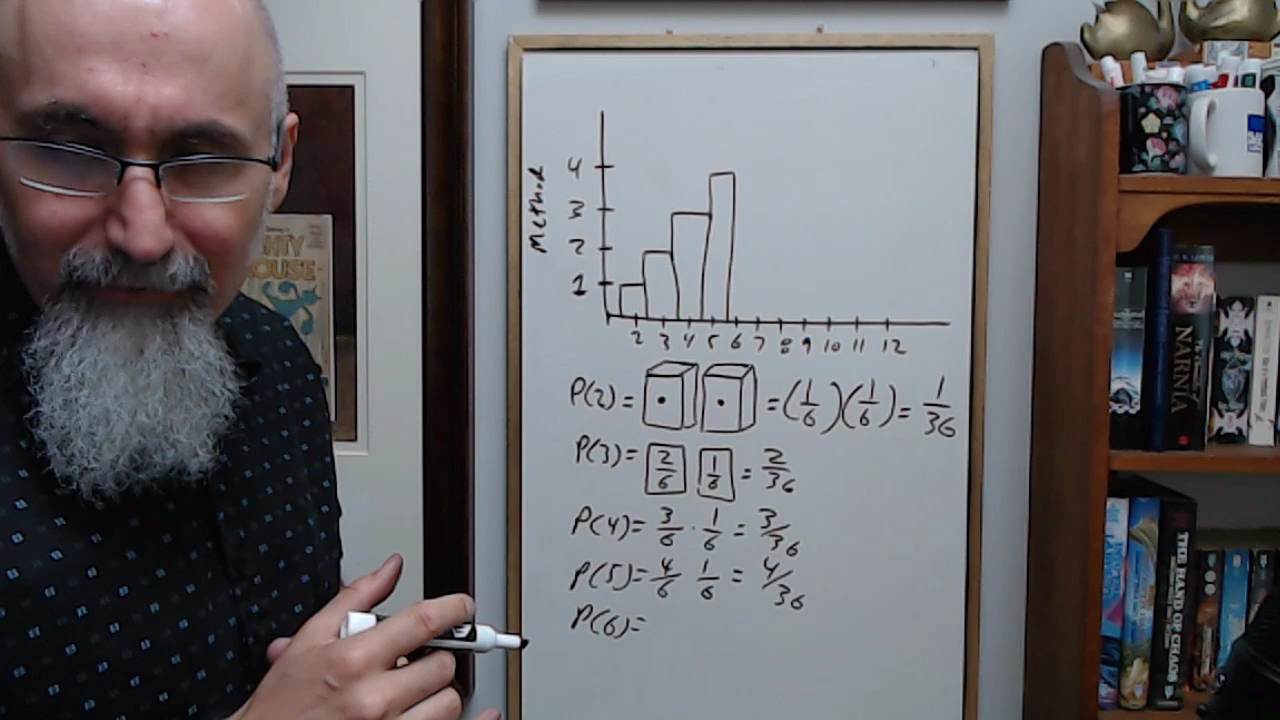 Method
4
3
2
1
2 3 4 5 6 7 8 9 10 11 12
P(2) = = (1/6)(1/6) = 1/36
P(3) = 2/6 1/6 = 2/36
P(4) = 3/6 · 1/6 = 3/36
P(5) = 4/6 1/6 = 4/36
P(6) =
HTY
OUSE
NARNIA
THE HAND OF CHAOS